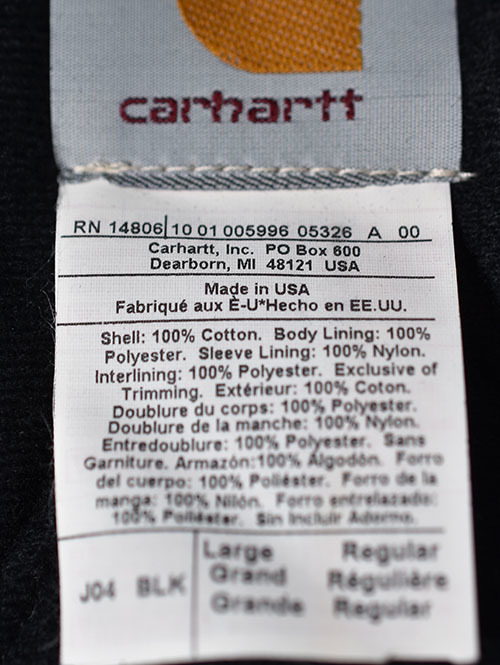 carhartt
RN 14806 10 01 005996 05326 A 00
Carhartt, Inc. PO Box 600
Dearborn, MI 48121 USA
Made in USA
Fabriqué aux È-U*Hecho en EE.UU.
Shell: 100% Cotton. Body Lining: 100%
Polyester. Sleeve Lining: 100% Nylon.
Interlining: 100% Polyester. Exclusive of
Trimming. Extérieur: 100% Coton.
Doublure du corps: 100% Polyester.
Doublure de la manche: 100% Nylon.
Entredoublure: 100% Polyester. Sans
Garniture. Armazón:100% Algodón. Forro
del cuerpo: 100% Poliéster. Forro de la
manga: 100% Nilón. Forro entrelazado:
100% Poliéster. Sin Incluir Adorno.
J04 BLK
Large Regular
Grand Régulière
Grande Regular